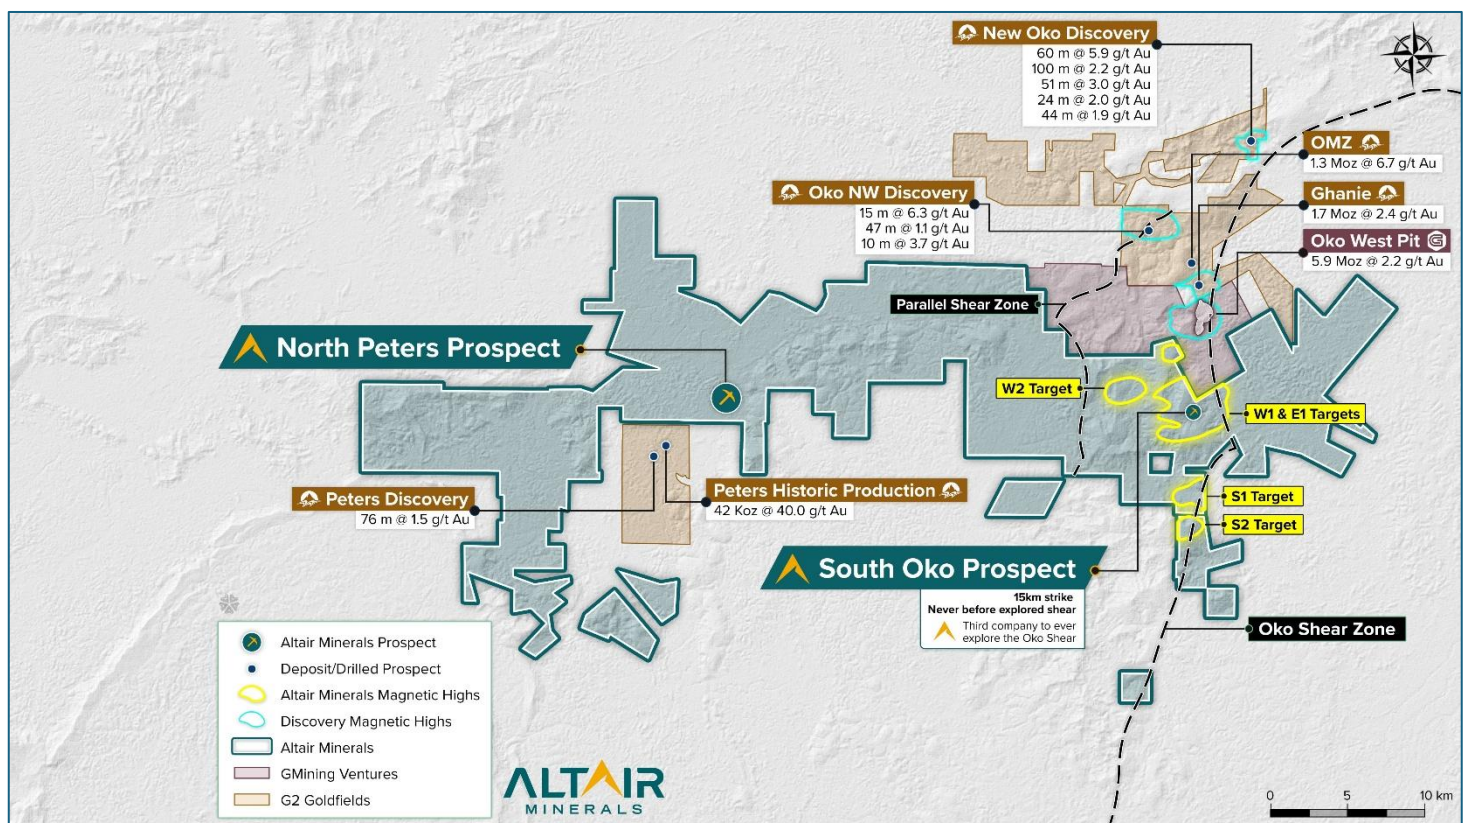 New Oko Discovery
60 m @ 5.9 g/t Au
100 m @ 2.2 g/t Au
51 m @ 3.0 g/t Au
24 m @ 2.0 g/t Au
44 m @ 1.9 g/t Au
OMZ
1.3 Moz @ 6.7 g/t Au
Oko NW Discovery
15 m @ 6.3 g/t Au
47 m @ 1.1 g/t Au
10 m @ 3.7 g/t Au
Ghanie
1.7 Moz @ 2.4 g/t Au
Oko West Pit
5.9 Moz @ 2.2 g/t Au
Parallel Shear Zone
North Peters Prospect
W2 Target
W1 & E1 Targets
Peters Discovery
76 m @ 1.5 g/t Au
Peters Historic Production
42 Koz @ 40.0 g/t Au
S1 Target
S2 Target
South Oko Prospect
15km strike
Never before explored shear
Third company to ever
explore the Oko Shear
Oko Shear Zone
Altair Minerals Prospect
Deposit/Drilled Prospect
Altair Minerals Magnetic Highs
Discovery Magnetic Highs
Altair Minerals
GMining Ventures
G2 Goldfields
ALTAIR
MINERALS
0 5 10 km